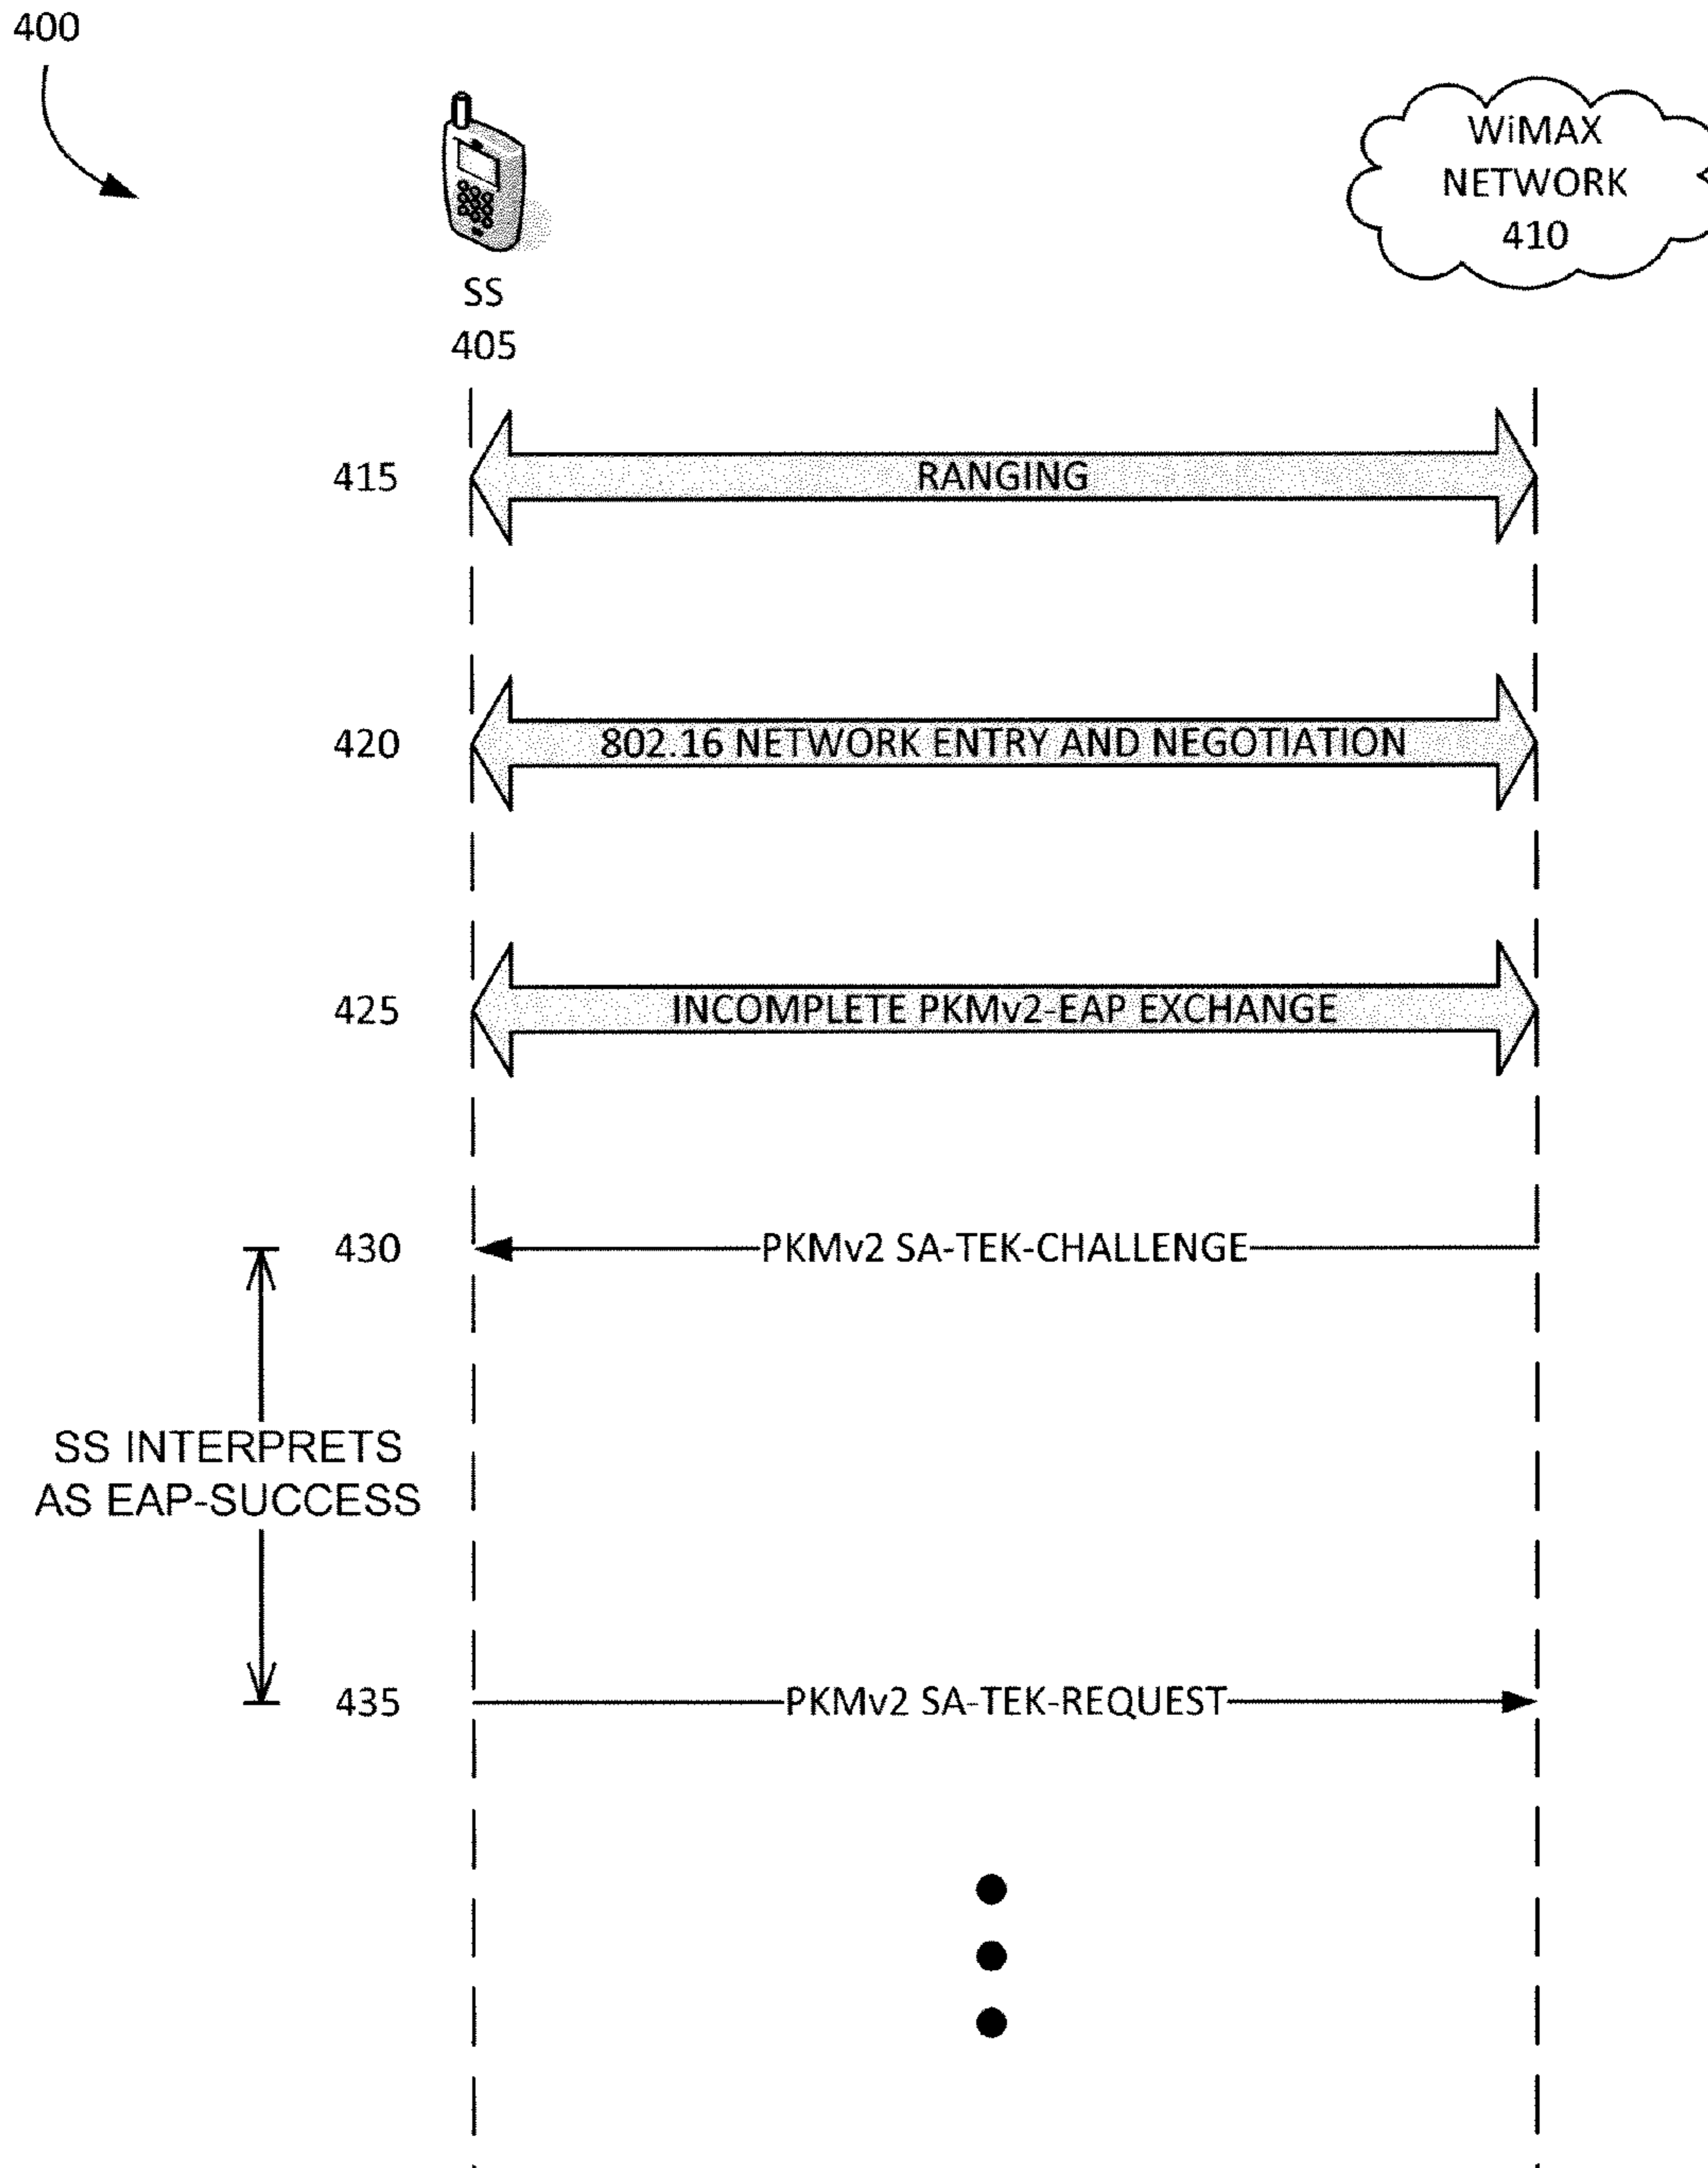 400
WiMAX
NETWORK
410
SS
405
415
RANGING
420
802.16 NETWORK ENTRY AND NEGOTIATION
425
INCOMPLETE PKMv2-EAP EXCHANGE
430
PKMv2 SA-TEK-CHALLENGE
SS INTERPRETS
AS EAP-SUCCESS
435
PKMv2 SA-TEK-REQUEST